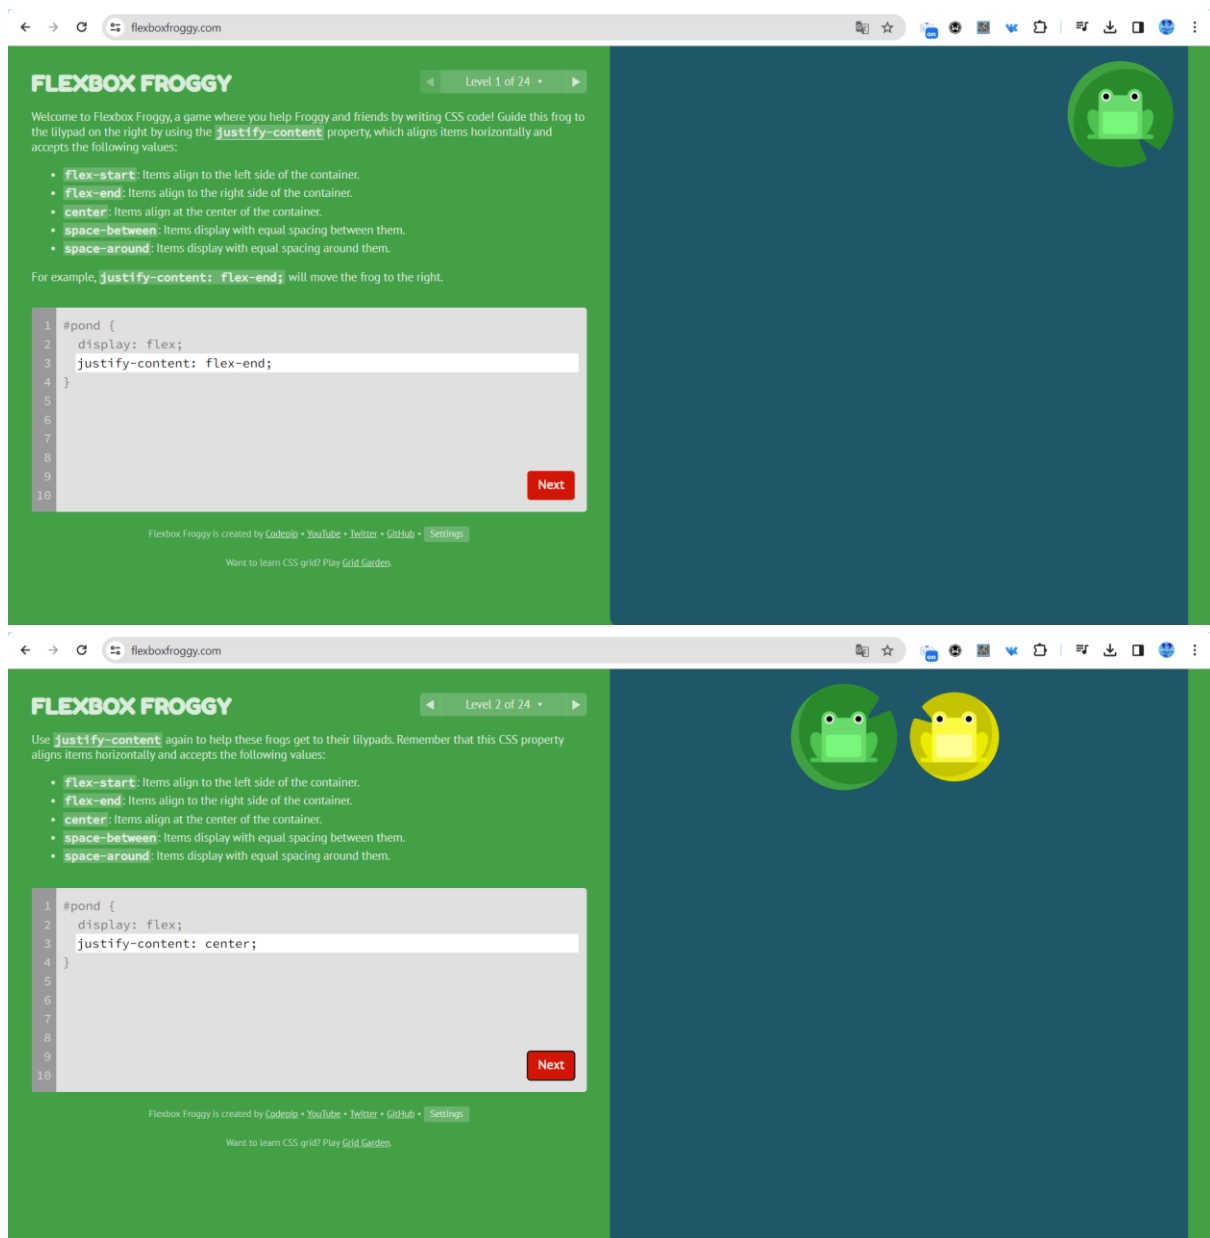 flexboxfroggy.com
on
FLEXBOX FROGGY
Level 1 of 24
Welcome to Flexbox Froggy, a game where you help Froggy and friends by writing CSS code! Guide this frog to
the lilypad on the right by using the justify-content property, which aligns items horizontally and
accepts the following values:
• flex-start: Items align to the left side of the container.
• flex-end: Items align to the right side of the container.
• center: Items align at the center of the container.
• space-between: Items display with equal spacing between them.
• space-around: Items display with equal spacing around them.
For example, justify-content: flex-end; will move the frog to the right.
1 #pond {
2 display: flex;
3 justify-content: flex-end;
4 }
5
6
7
8
9
10
Next
Flexbox Froggy is created by Codepip • YouTube • Twitter • GitHub • Settings
Want to learn CSS grid? Play Grid Garden.
flexboxfroggy.com
on
FLEXBOX FROGGY
Level 2 of 24
Use justify-content again to help these frogs get to their lilypads. Remember that this CSS property
aligns items horizontally and accepts the following values:
• flex-start: Items align to the left side of the container.
• flex-end: Items align to the right side of the container.
• center: Items align at the center of the container.
• space-between: Items display with equal spacing between them.
• space-around: Items display with equal spacing around them.
1 #pond {
2 display: flex;
3 justify-content: center;
4 }
5
6
7
8
9
10
Next
Flexbox Froggy is created by Codepip • YouTube • Twitter • GitHub • Settings
Want to learn CSS grid? Play Grid Garden.